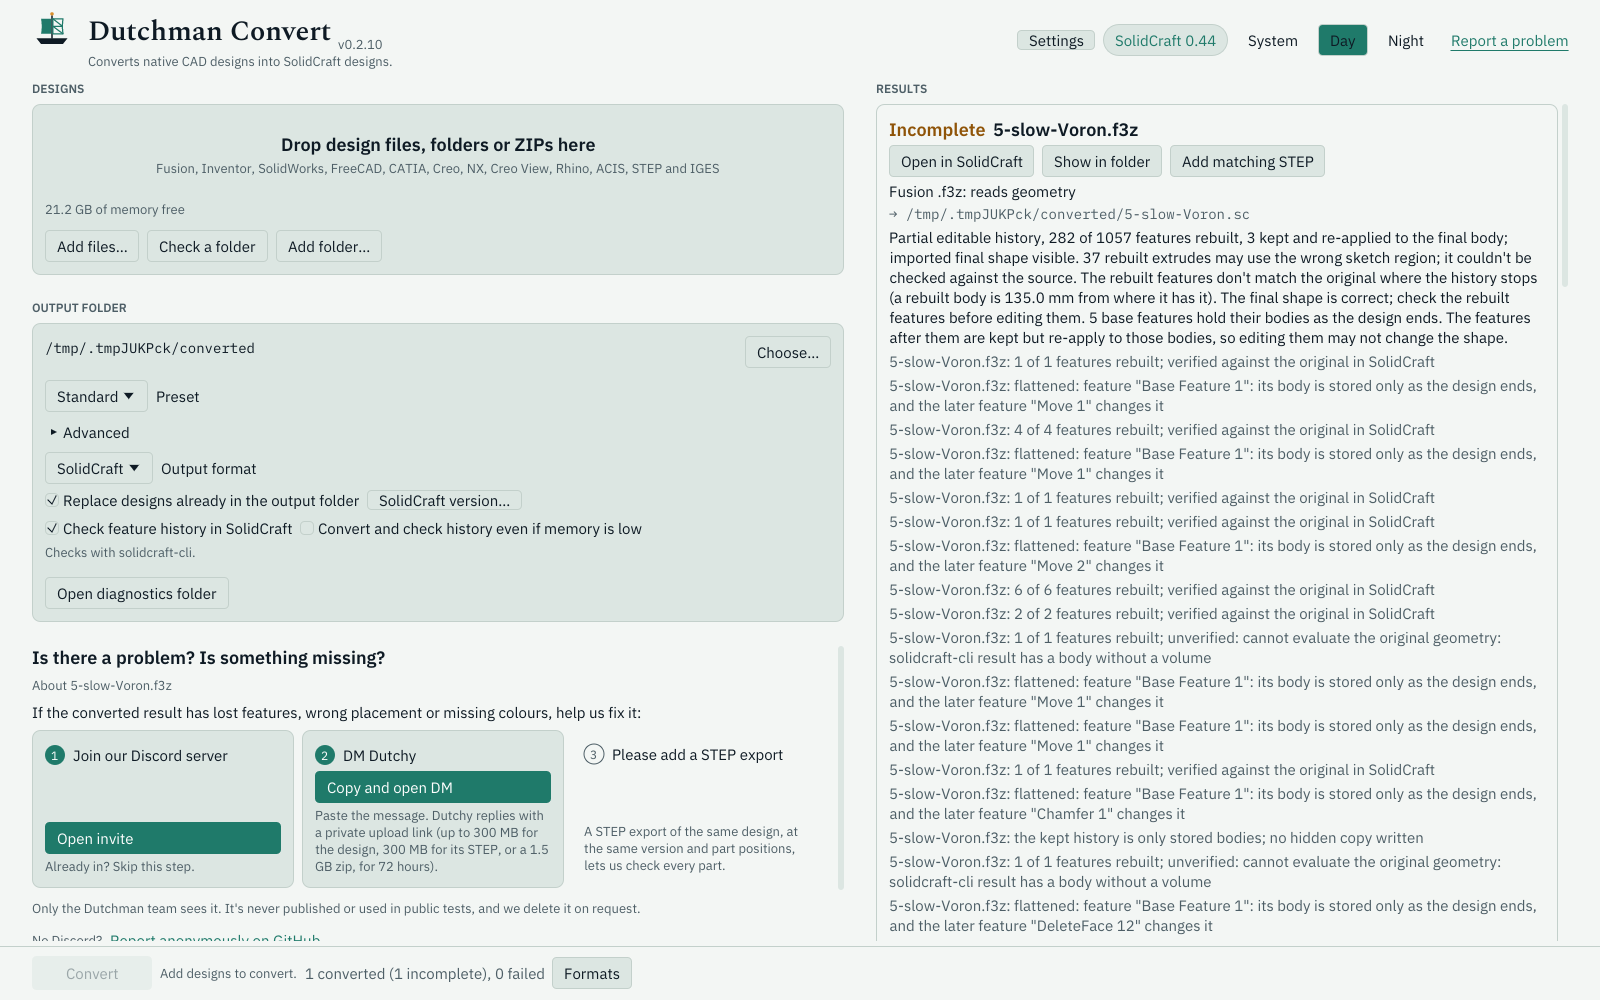 Dutchman Convert v0.2.10
Converts native CAD designs into SolidCraft designs.
Settings
SolidCraft 0.44
System
Day
Night
Report a problem
DESIGNS
Drop design files, folders or ZIPs here
Fusion, Inventor, SolidWorks, FreeCAD, CATIA, Creo, NX, Creo View, Rhino, ACIS, STEP and IGES
21.2 GB of memory free
Add files...
Check a folder
Add folder...
OUTPUT FOLDER
/tmp/.tmpJUKPck/converted
Choose...
Standard
Preset
Advanced
SolidCraft
Output format
Replace designs already in the output folder
SolidCraft version...
Check feature history in SolidCraft
Convert and check history even if memory is low
Checks with solidcraft-cli.
Open diagnostics folder
Is there a problem? Is something missing?
About 5-slow-Voron.f3z
If the converted result has lost features, wrong placement or missing colours, help us fix it:
1 Join our Discord server
Open invite
Already in? Skip this step.
2 DM Dutchy
Copy and open DM
Paste the message. Dutchy replies with
a private upload link (up to 300 MB for
the design, 300 MB for its STEP, or a 1.5
GB zip, for 72 hours).
3 Please add a STEP export
A STEP export of the same design, at
the same version and part positions,
lets us check every part.
Only the Dutchman team sees it. It's never published or used in public tests, and we delete it on request.
No Discord? Report anonymously on GitHub
RESULTS
Incomplete 5-slow-Voron.f3z
Open in SolidCraft
Show in folder
Add matching STEP
Fusion .f3z: reads geometry
→ /tmp/.tmpJUKPck/converted/5-slow-Voron.sc
Partial editable history, 282 of 1057 features rebuilt, 3 kept and re-applied to the final body;
imported final shape visible. 37 rebuilt extrudes may use the wrong sketch region; it couldn't be
checked against the source. The rebuilt features don't match the original where the history stops
(a rebuilt body is 135.0 mm from where it has it). The final shape is correct; check the rebuilt
features before editing them. 5 base features hold their bodies as the design ends. The features
after them are kept but re-apply to those bodies, so editing them may not change the shape.
5-slow-Voron.f3z: 1 of 1 features rebuilt; verified against the original in SolidCraft
5-slow-Voron.f3z: flattened: feature "Base Feature 1": its body is stored only as the design ends,
and the later feature "Move 1" changes it
5-slow-Voron.f3z: 4 of 4 features rebuilt; verified against the original in SolidCraft
5-slow-Voron.f3z: flattened: feature "Base Feature 1": its body is stored only as the design ends,
and the later feature "Move 1" changes it
5-slow-Voron.f3z: 1 of 1 features rebuilt; verified against the original in SolidCraft
5-slow-Voron.f3z: 1 of 1 features rebuilt; verified against the original in SolidCraft
5-slow-Voron.f3z: flattened: feature "Base Feature 1": its body is stored only as the design ends,
and the later feature "Move 2" changes it
5-slow-Voron.f3z: 6 of 6 features rebuilt; verified against the original in SolidCraft
5-slow-Voron.f3z: 2 of 2 features rebuilt; verified against the original in SolidCraft
5-slow-Voron.f3z: 1 of 1 features rebuilt; unverified: cannot evaluate the original geometry:
solidcraft-cli result has a body without a volume
5-slow-Voron.f3z: flattened: feature "Base Feature 1": its body is stored only as the design ends,
and the later feature "Move 1" changes it
5-slow-Voron.f3z: flattened: feature "Base Feature 1": its body is stored only as the design ends,
and the later feature "Move 1" changes it
5-slow-Voron.f3z: 1 of 1 features rebuilt; verified against the original in SolidCraft
5-slow-Voron.f3z: flattened: feature "Base Feature 1": its body is stored only as the design ends,
and the later feature "Chamfer 1" changes it
5-slow-Voron.f3z: the kept history is only stored bodies; no hidden copy written
5-slow-Voron.f3z: 1 of 1 features rebuilt; unverified: cannot evaluate the original geometry:
solidcraft-cli result has a body without a volume
5-slow-Voron.f3z: flattened: feature "Base Feature 1": its body is stored only as the design ends,
and the later feature "DeleteFace 12" changes it
Convert
Add designs to convert.
1 converted (1 incomplete), 0 failed
Formats